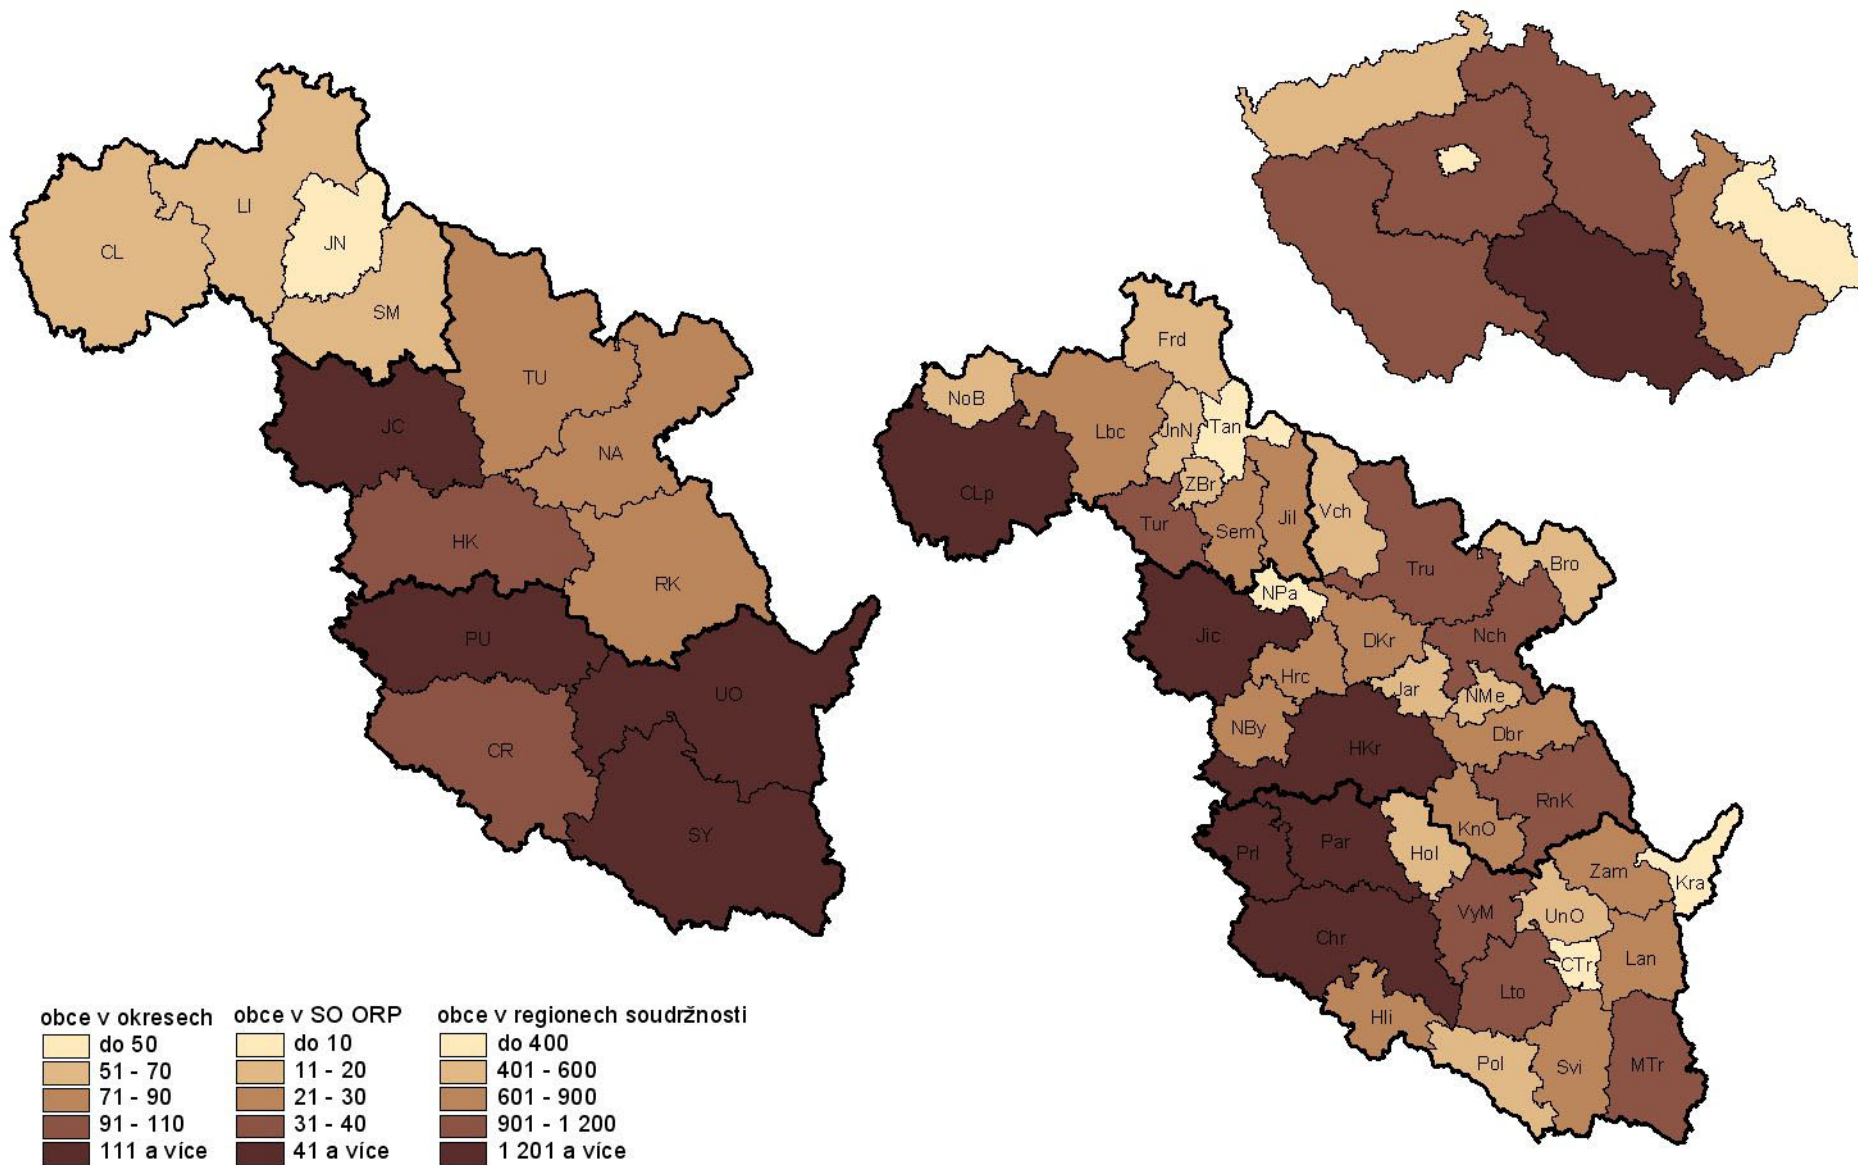 LI
JN
CL
SM
TU
JC
NA
HK
RK
PU
UO
CR
SY
Frd
NoB
Lbc
JnN
Tan
ZBr
CLp
Tur
Sem
Jil
Vch
Tru
Bro
NPa
Jic
DKr
Nch
Hrc
Jar
NMe
NBy
HKr
Dbr
RnK
KnO
Prl
Par
Hol
Zam
Kra
VyM
UnO
Chr
CTr
Lan
Lto
Hli
Pol
Svi
MTr
obce v okresech
do 50
51 - 70
71 - 90
91 - 110
111 a více
obce v SO ORP
do 10
11 - 20
21 - 30
31 - 40
41 a více
obce v regionech soudržnosti
do 400
401 - 600
601 - 900
901 - 1 200
1 201 a více